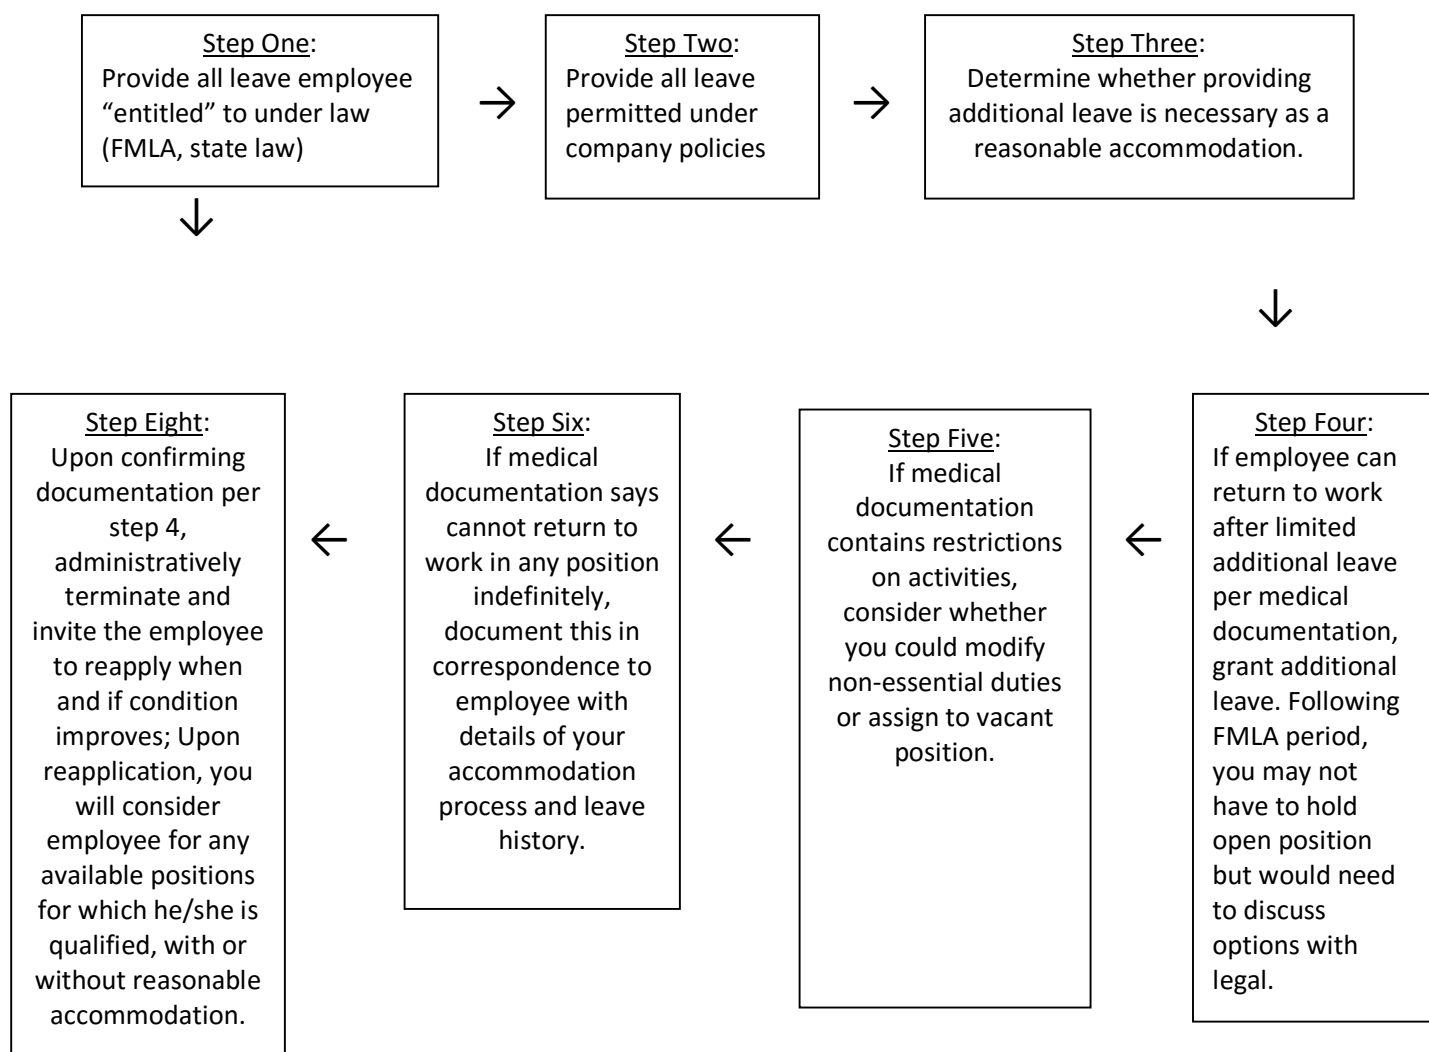 Step One:
Provide all leave employee
“entitled” to under law
(FMLA, state law)
→
Step Two:
Provide all leave
permitted under
company policies
→
Step Three:
Determine whether providing
additional leave is necessary as a
reasonable accommodation.
↓
↓
Step Four:
If employee can
return to work
after limited
additional leave
per medical
documentation,
grant additional
leave. Following
FMLA period,
you may not
have to hold
open position
but would need
to discuss
options with
legal.
←
Step Five:
If medical
documentation
contains restrictions
on activities,
consider whether
you could modify
non-essential duties
or assign to vacant
position.
←
Step Six:
If medical
documentation says
cannot return to
work in any position
indefinitely,
document this in
correspondence to
employee with
details of your
accommodation
process and leave
history.
←
Step Eight:
Upon confirming
documentation per
step 4,
administratively
terminate and
invite the employee
to reapply when
and if condition
improves; Upon
reapplication, you
will consider
employee for any
available positions
for which he/she is
qualified, with or
without reasonable
accommodation.